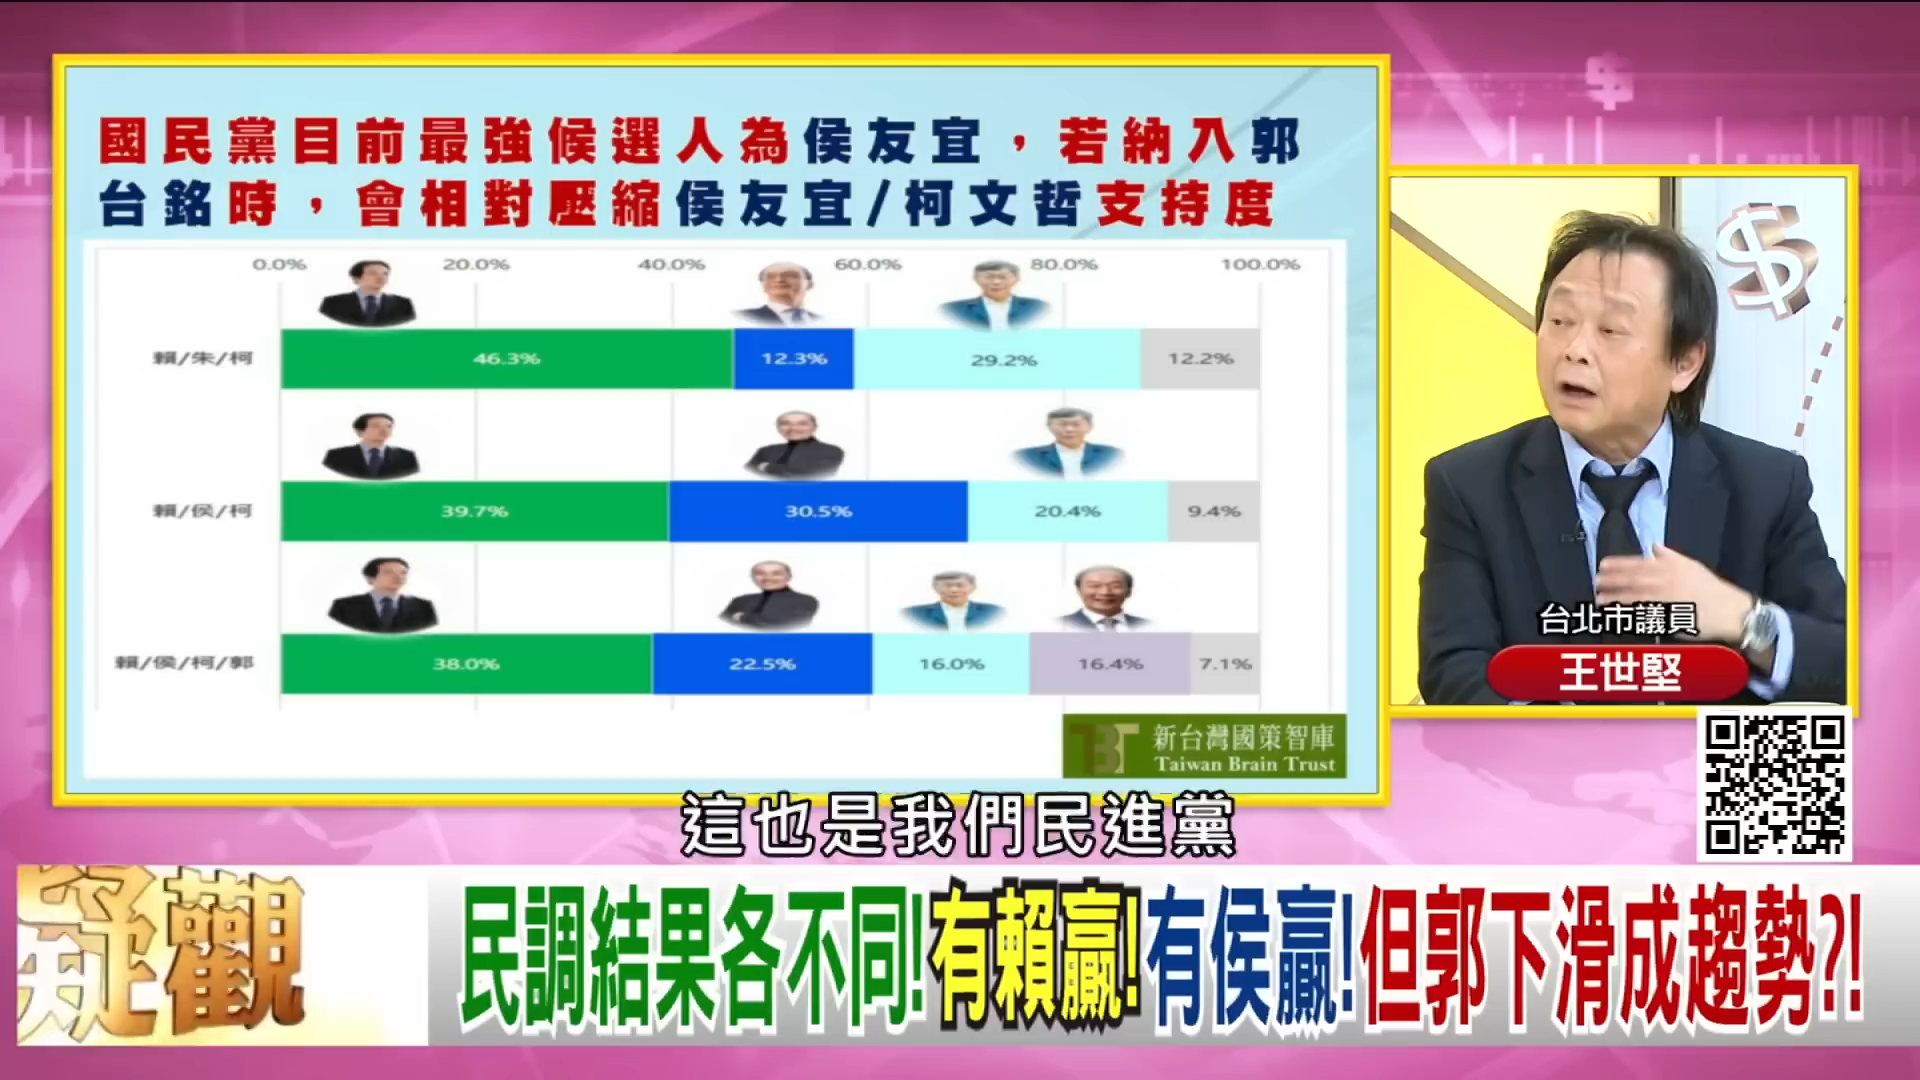 國民黨目前最強候選人為侯友宜，若納入郭
台銘時，會相對壓縮侯友宜/柯文哲支持度
0.0% 20.0% 40.0% 60.0% 80.0% 100.0%
賴/朱/柯 46.3% 12.3% 29.2% 12.2%
賴/侯/柯 39.7% 30.5% 20.4% 9.4%
賴/侯/柯/郭 38.0% 22.5% 16.0% 16.4% 7.1%
TBT 新台灣國策智庫
Taiwan Brain Trust
台北市議員
王世堅
這也是我們民進黨
疑觀
民調結果各不同!有賴贏!有侯贏!但郭下滑成趨勢?!